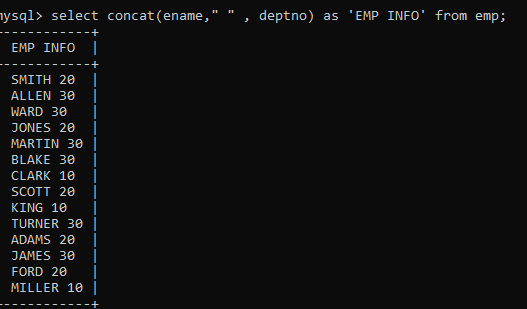 mysql> select concat(ename," " , deptno) as 'EMP INFO' from emp;
------------+
EMP INFO  |
------------+
SMITH 20  |
ALLEN 30  |
WARD 30   |
JONES 20  |
MARTIN 30 |
BLAKE 30  |
CLARK 10  |
SCOTT 20  |
KING 10   |
TURNER 30 |
ADAMS 20  |
JAMES 30  |
FORD 20   |
MILLER 10 |
------------+